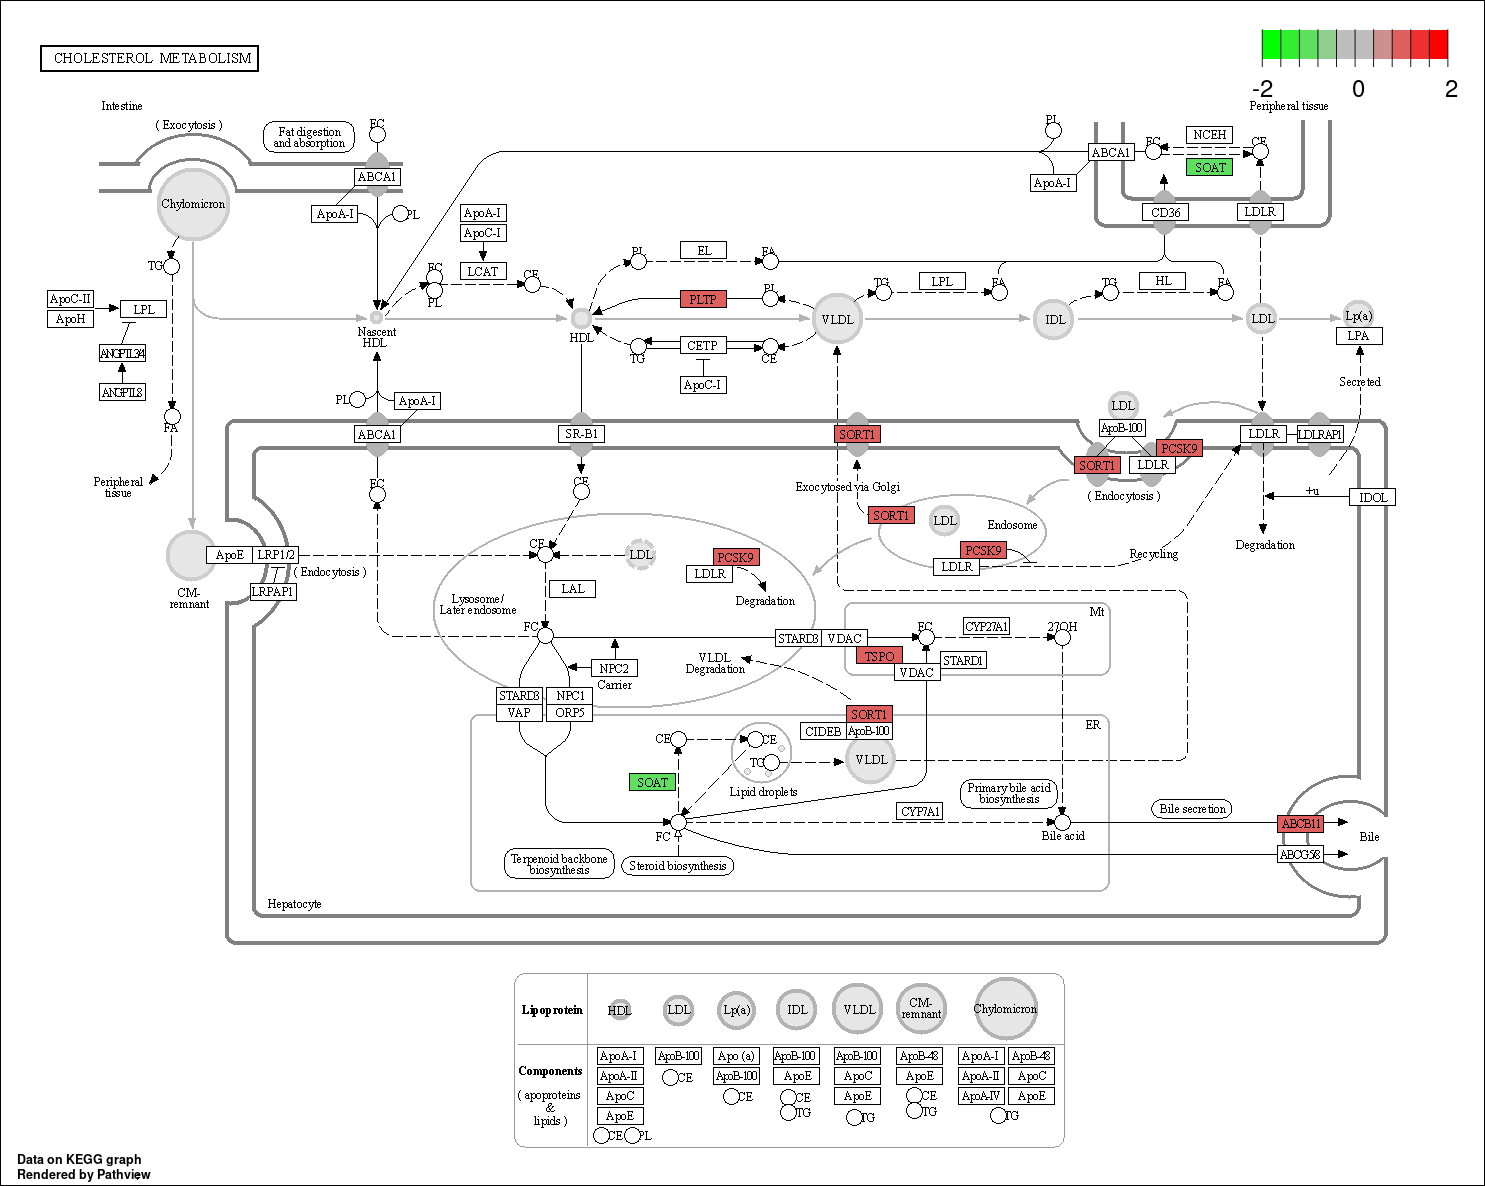 CHOLESTEROL METABOLISM
-2 0 2
Intestine
Peripheral tissue
( Exocytosis )
Fat digestion
and absorption
FC
PL
ABCA1
FC
NCEH
CE
SOAT
ApoA-I
CD36
LDLR
Chylomicron
ABCA1
ApoA-I
PL
ApoA-I
ApoC-I
LCAT
FC
PL
CE
PL
EL
FA
TG
LPL
FA
TG
HL
FA
TG
ApoC-II
ApoH
LPL
ANGPTL3/4
ANGPTL8
FA
Peripheral
tissue
Nascent
HDL
HDL
PLTP
PL
VLDL
IDL
LDL
Lp(a)
LPA
TG
CETP
CE
ApoC-I
Secreted
PL
ApoA-I
ABCA1
SR-B1
SORT1
LDL
ApoB-100
SORT1
LDLR
PCSK9
LDLR
LDLRAP1
( Endocytosis )
+u
IDOL
Degradation
FC
CE
Exocytosed via Golgi
SORT1
LDL
Endosome
PCSK9
LDLR
Recycling
ApoE
LRP1/2
( Endocytosis )
LRPAP1
CM-
remnant
CE
LDL
PCSK9
LDLR
Degradation
LAL
Lysosome/
Later endosome
FC
STARD3
VDAC
FC
CYP27A1
27OH
Mt
TSPO
VDAC
STARD1
NPC2
Carrier
VLDL
Degradation
STARD3
NPC1
VAP
ORP5
SORT1
CIDEB
ApoB-100
VLDL
ER
CE
CE
TG
Lipid droplets
SOAT
Primary bile acid
biosynthesis
CYP7A1
FC
Bile acid
Bile secretion
ABCB11
ABCG5/8
Bile
Terpenoid backbone
biosynthesis
Steroid biosynthesis
Hepatocyte
Lipoprotein
HDL
LDL
Lp(a)
IDL
VLDL
CM-
remnant
Chylomicron
Components
( apoproteins
&
lipids )
ApoA-I
ApoA-II
ApoC
ApoE
CE PL
ApoB-100
CE
Apo (a)
ApoB-100
CE
ApoB-100
ApoE
CE
TG
ApoB-100
ApoC
ApoE
TG
ApoB-48
ApoE
CE
TG
ApoA-I ApoB-48
ApoA-II ApoC
ApoA-IV ApoE
TG
Data on KEGG graph
Rendered by Pathview